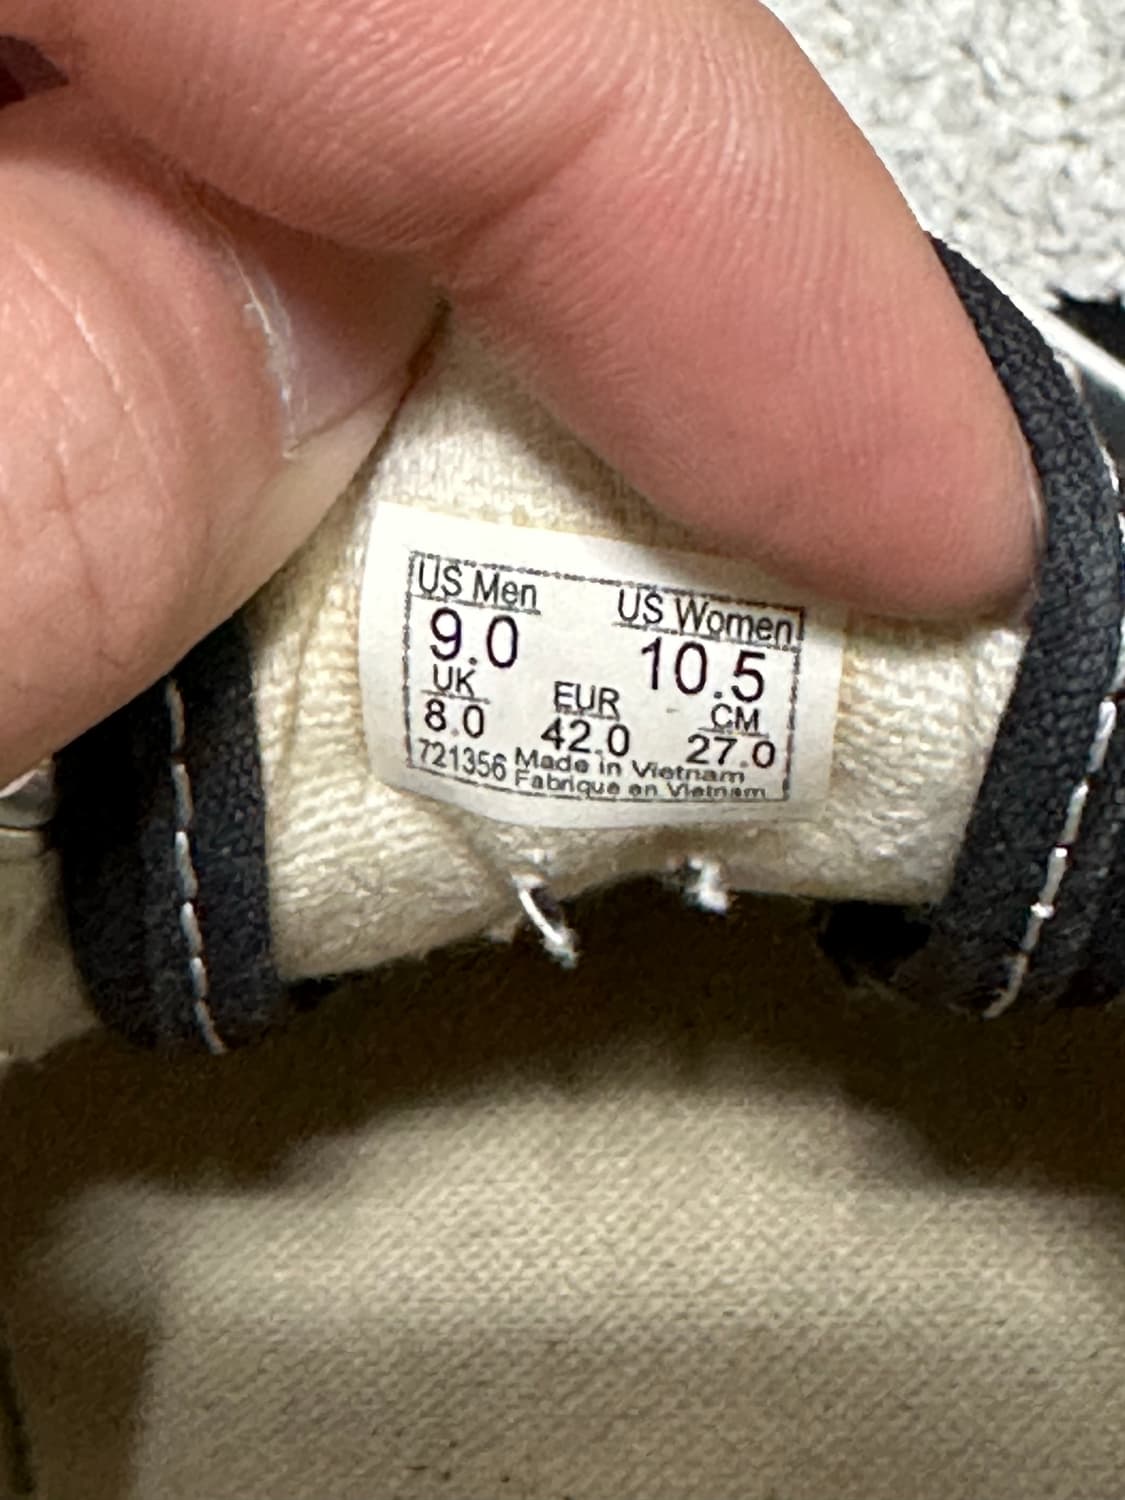 US Men US Women
9.0 10.5
UK EUR CM
8.0 42.0 27.0
721356 Made in Vietnam
Fabrique en Vietnam